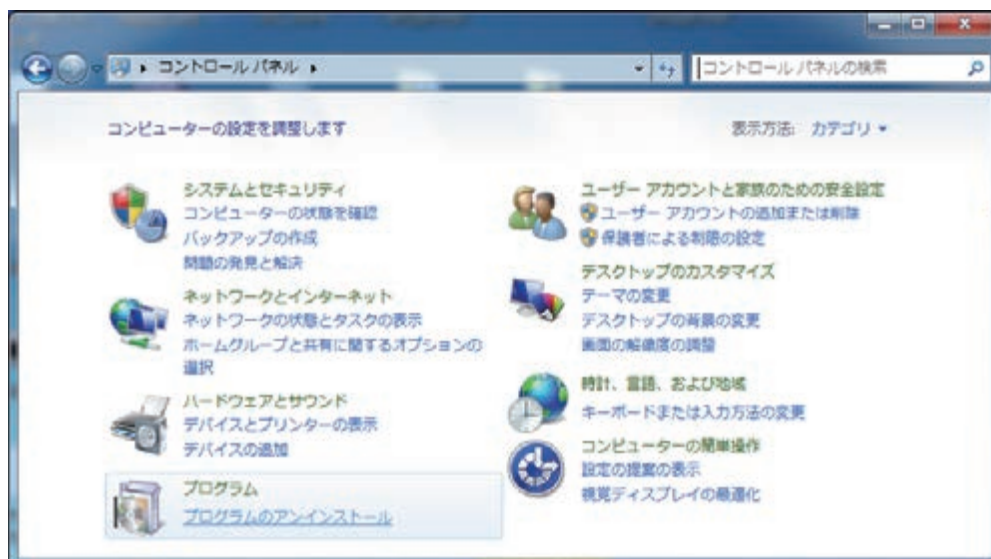 コントロール パネル
コントロール パネルの検索
コンピューターの設定を調整します
表示方法: カテゴリ
システムとセキュリティ
コンピューターの状態を確認
バックアップの作成
問題の発見と解決
ネットワークとインターネット
ネットワークの状態とタスクの表示
ホームグループと共有に関するオプションの
選択
ハードウェアとサウンド
デバイスとプリンターの表示
デバイスの追加
プログラム
プログラムのアンインストール
ユーザー アカウントと家族のための安全設定
ユーザー アカウントの追加または削除
保護者による制限の設定
デスクトップのカスタマイズ
テーマの変更
デスクトップの背景の変更
画面の解像度の調整
時計、言語、および地域
キーボードまたは入力方法の変更
コンピューターの簡単操作
設定の提案の表示
視覚ディスプレイの最適化